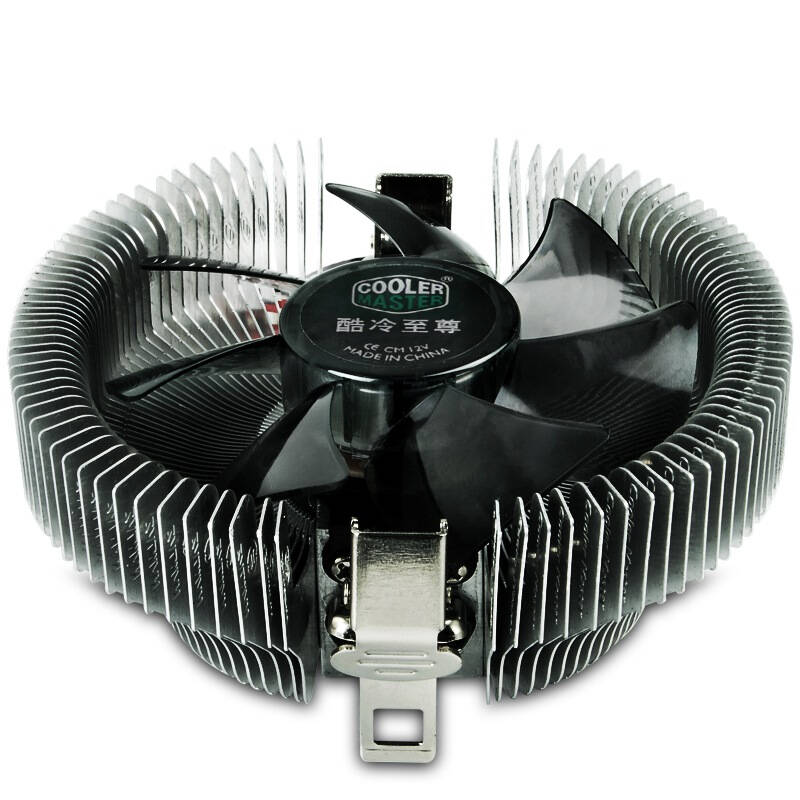 COOLER®
MASTER
酷冷至尊
CE CM 12V
MADE IN CHINA